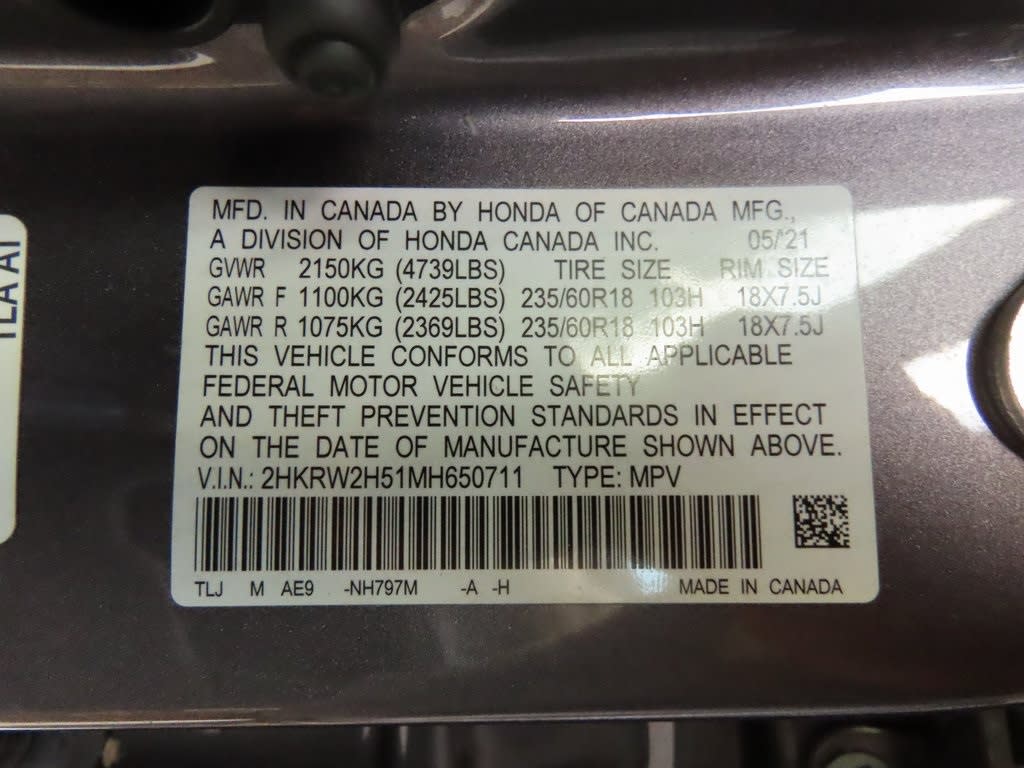 MFD. IN CANADA BY HONDA OF CANADA MFG.,
A DIVISION OF HONDA CANADA INC. 05/'21
GVWR 2150KG (4739LBS) TIRE SIZE RIM SIZE
GAWR F 1100KG (2425LBS) 235/60R18 103H 18X7.5J
GAWR R 1075KG (2369LBS) 235/60R18 103H 18X7.5J
THIS VEHICLE CONFORMS TO ALL APPLICABLE
FEDERAL MOTOR VEHICLE SAFETY
AND THEFT PREVENTION STANDARDS IN EFFECT
ON THE DATE OF MANUFACTURE SHOWN ABOVE.
V.I.N.: 2HKRW2H51MH650711 TYPE: MPV
TLJ M AE9 -NH797M -A -H MADE IN CANADA